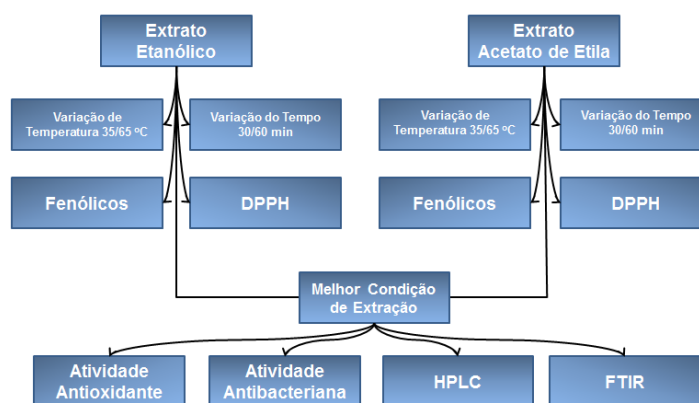 Extrato
Etanólico
Extrato
Acetato de Etila
Variação de
Temperatura 35/65 ºC
Variação do Tempo
30/60 min
Variação de
Temperatura 35/65 ºC
Variação do Tempo
30/60 min
Fenólicos
DPPH
Fenólicos
DPPH
Melhor Condição
de Extração
Atividade
Antioxidante
Atividade
Antibacteriana
HPLC
FTIR